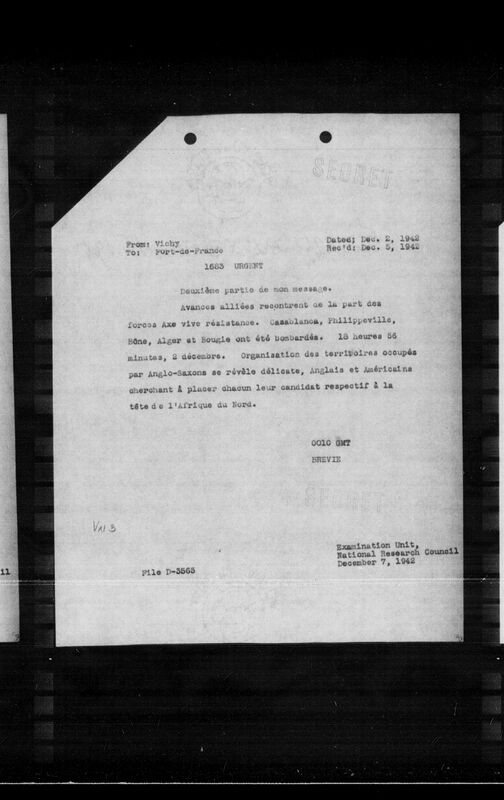 SECRET
From: Vichy
To: Fort-de-France
Dated; Dec. 2, 1942
Rec'd: Dec. 5, 1942
1683 URGENT
Deuxième partie de mon message.
Avances alliées recontrent de la part des
forces Axe vive résistance. Casablanca, Philippeville,
Bône, Alger et Bougie ont été bombardés. 18 heures 56
minutes, 2 décembre. Organisation des territoires occupés
par Anglo-Saxons se révèle délicate, Anglais et Américains
cherchant à placer chacun leur candidat respectif à la
tête de l'Afrique du Nord.
GMT
BREVIE
SECRET
Examination Unit,
National Research Council
December 7, 1942
File D-3565
il